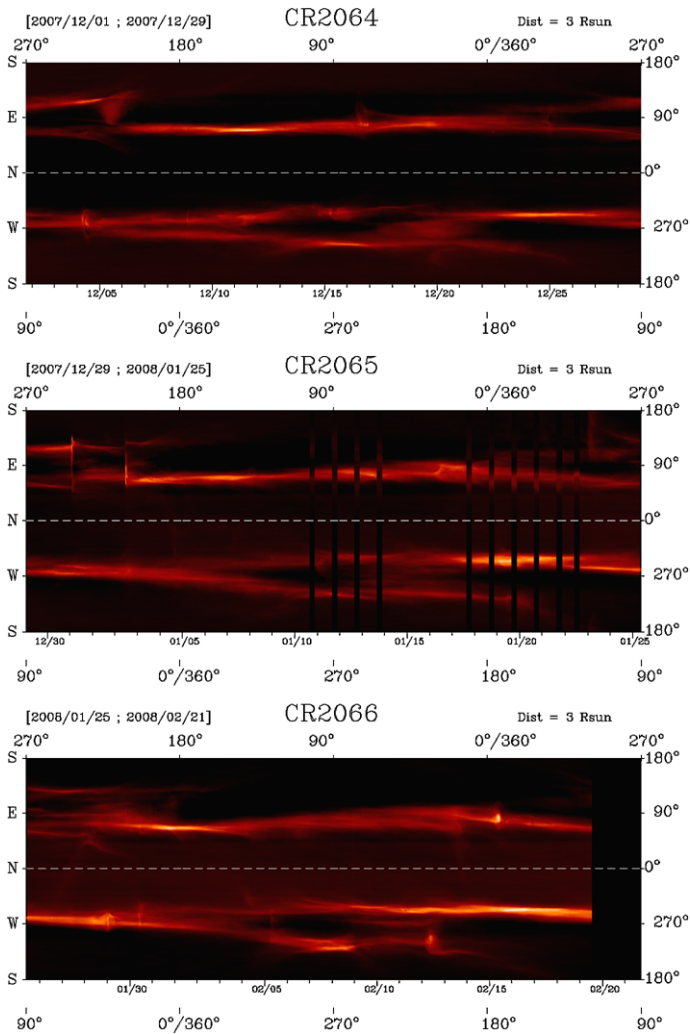 [2007/12/01 ; 2007/12/29] CR2064 Dist = 3 Rsun
270° 180° 90° 0°/360° 270°
S 180°
E 90°
N 0°
W 270°
S 180°
12/05 12/10 12/15 12/20 12/25
90° 0°/360° 270° 180° 90°
[2007/12/29 ; 2008/01/25] CR2065 Dist = 3 Rsun
270° 180° 90° 0°/360° 270°
S 180°
E 90°
N 0°
W 270°
S 180°
12/30 01/05 01/10 01/15 01/20 01/25
90° 0°/360° 270° 180° 90°
[2008/01/25 ; 2008/02/21] CR2066 Dist = 3 Rsun
270° 180° 90° 0°/360° 270°
S 180°
E 90°
N 0°
W 270°
S 180°
01/30 02/05 02/10 02/15 02/20
90° 0°/360° 270° 180° 90°